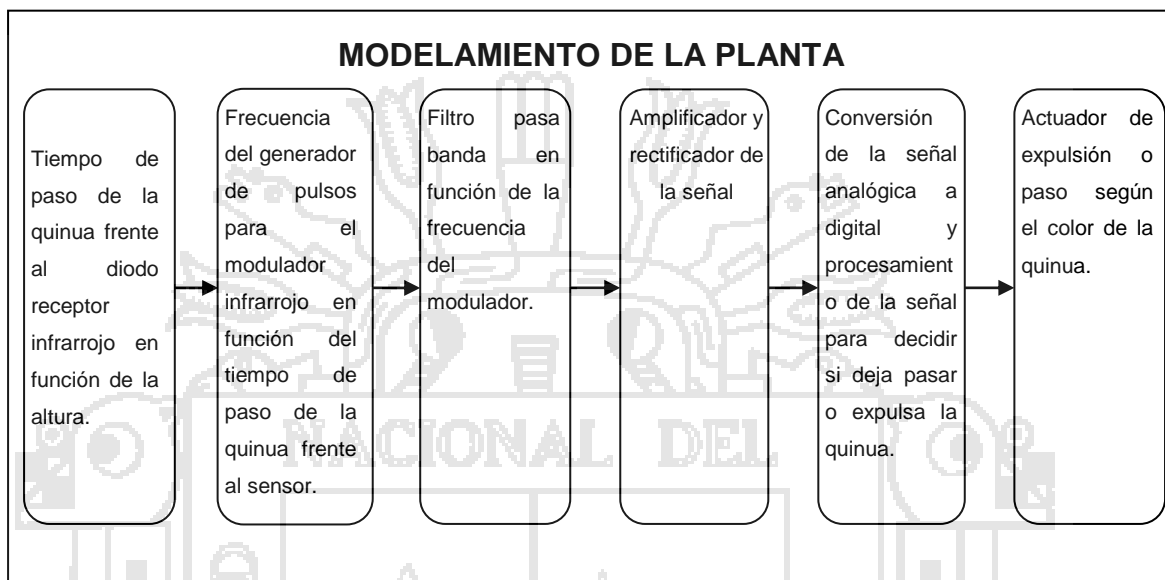 MODELAMIENTO DE LA PLANTA
Tiempo de
paso de la
quinua frente
al diodo
receptor
infrarrojo en
función de la
altura.
Frecuencia
del generador
de pulsos
para el
modulador
infrarrojo en
función del
tiempo de
paso de la
quinua frente
al sensor.
Filtro pasa
banda en
función de la
frecuencia
del
modulador.
Amplificador y
rectificador de
la señal
Conversión
de la señal
analógica a
digital y
procesamient
o de la señal
para decidir
si deja pasar
o expulsa la
quinua.
Actuador de
expulsión o
paso según
el color de la
quinua.
NACIONAL DEL